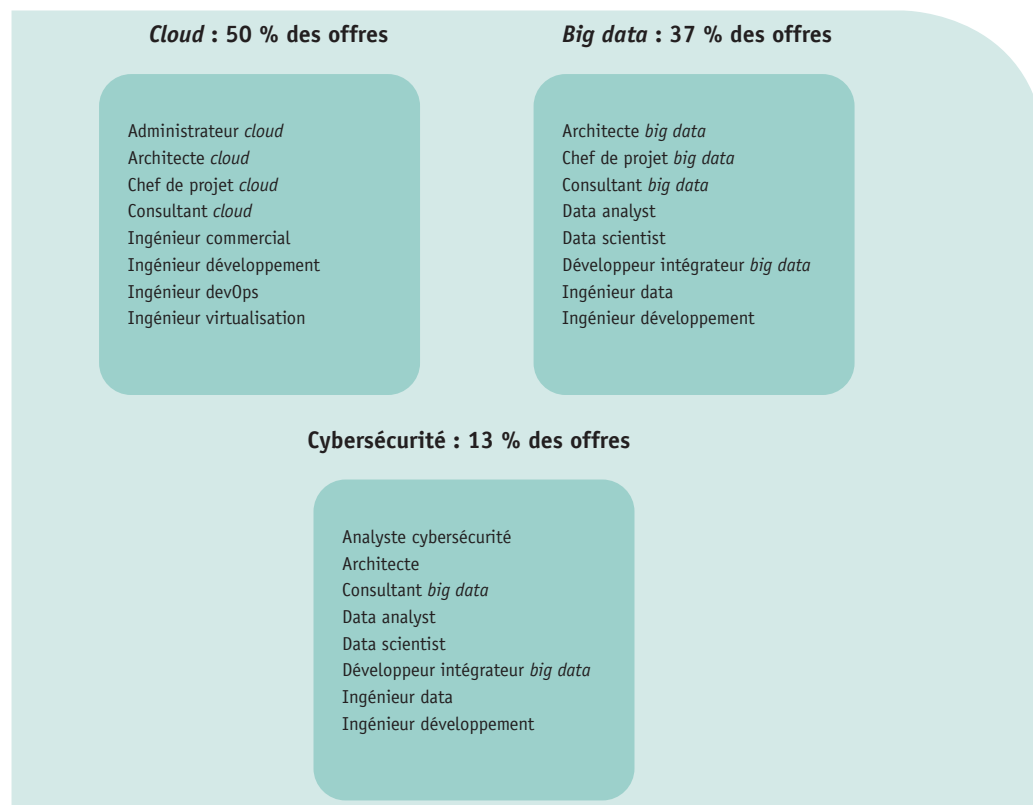 Cloud : 50 % des offres
Administrateur cloud
Architecte cloud
Chef de projet cloud
Consultant cloud
Ingénieur commercial
Ingénieur développement
Ingénieur devOps
Ingénieur virtualisation
Big data : 37 % des offres
Architecte big data
Chef de projet big data
Consultant big data
Data analyst
Data scientist
Développeur intégrateur big data
Ingénieur data
Ingénieur développement
Cybersécurité : 13 % des offres
Analyste cybersécurité
Architecte
Consultant big data
Data analyst
Data scientist
Développeur intégrateur big data
Ingénieur data
Ingénieur développement